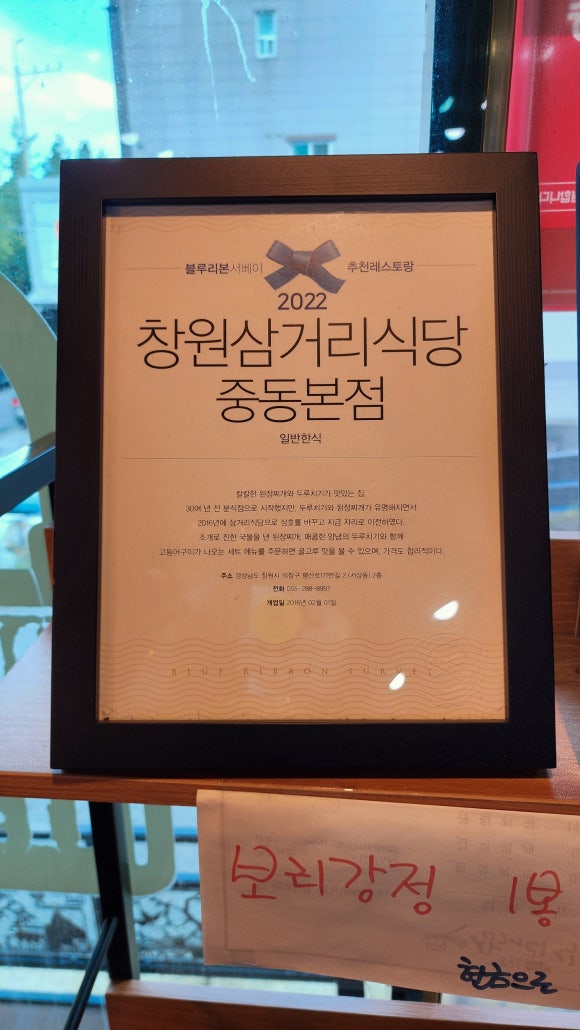 블루리본서베이 추천레스토랑
2022
창원삼거리식당
중동본점
일반한식
칼칼한 된장찌개와 두루치기가 맛있는 집.
30여 년 전 분식점으로 시작했지만, 두루치기와 된장찌개가 유명해지면서
2016년에 삼거리식당으로 상호를 바꾸고 지금 자리로 이전하였다.
조개로 진한 국물을 낸 된장찌개, 매콤한 양념의 두루치기와 함께
고등어구이가 나오는 세트 메뉴를 주문하면 골고루 맛을 볼 수 있으며, 가격도 합리적이다.
주소 경상남도 창원시 의창구 평산로171번길 2 (서상동) 2층
전화 055-288-8997
개업일 2016년 02월 01일
BLUE RIBBON SURVEY
보리강정 1봉
현금으로